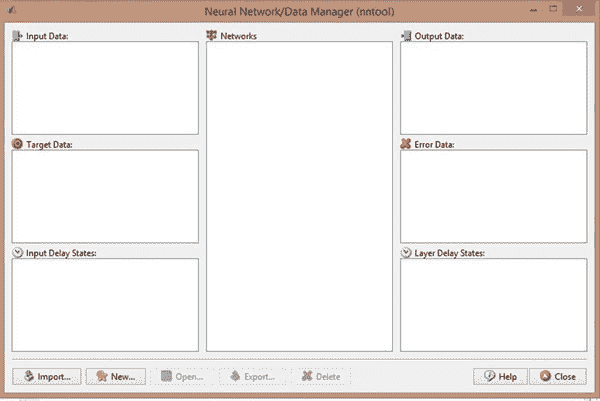 Neural Network/Data Manager (nntool)
Input Data:
Networks
Output Data:
Target Data:
Error Data:
Input Delay States:
Layer Delay States:
Import... New... Open... Export... Delete Help Close